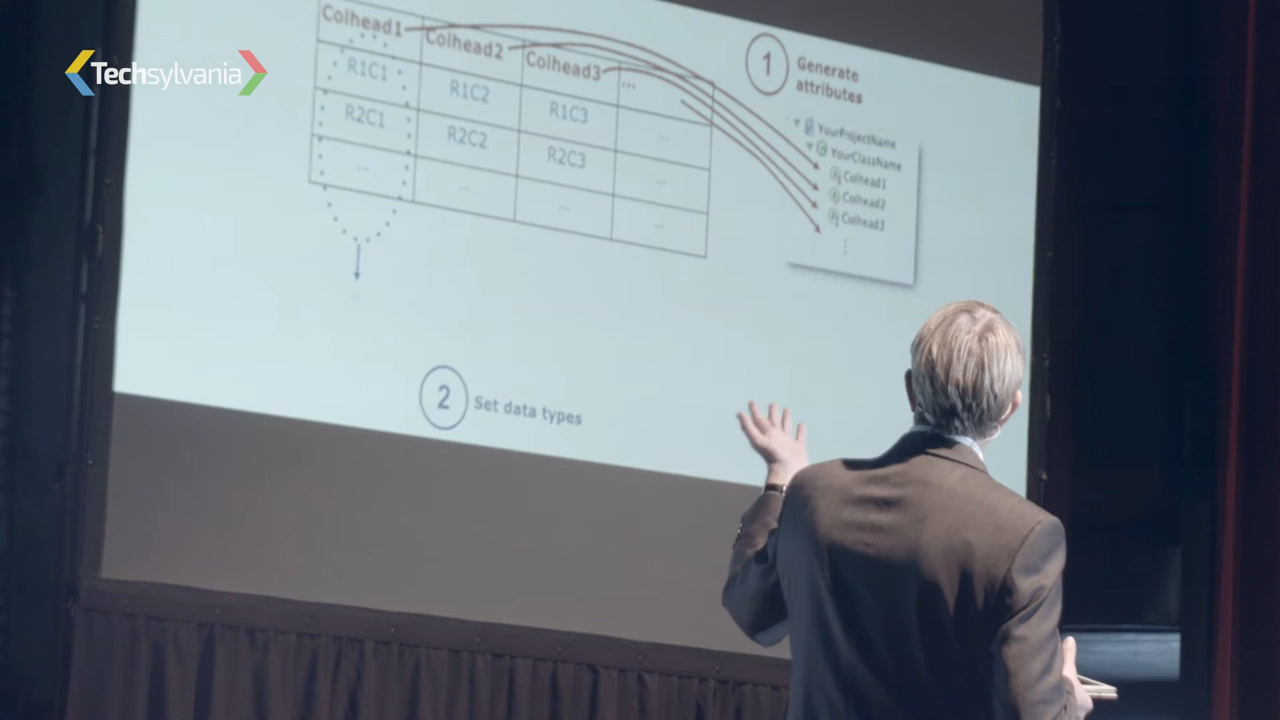 Techsylvania
Colhead1 Colhead2 Colhead3 ...
R1C1 R1C2 R1C3 ...
R2C1 R2C2 R2C3 ...
... ... ... ...
1 Generate
attributes
YourProjectName
YourClassName
Colhead1
Colhead2
Colhead3
2 Set data types